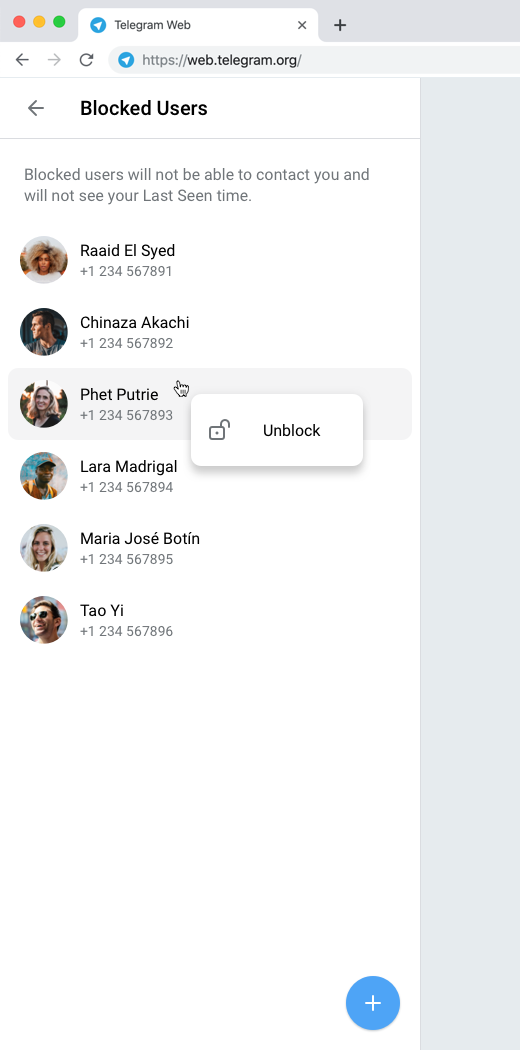 Telegram Web
https://web.telegram.org/
Blocked Users
Blocked users will not be able to contact you and
will not see your Last Seen time.
Raaid El Syed
+1 234 567891
Chinaza Akachi
+1 234 567892
Phet Putrie
+1 234 567893
Unblock
Lara Madrigal
+1 234 567894
Maria José Botín
+1 234 567895
Tao Yi
+1 234 567896